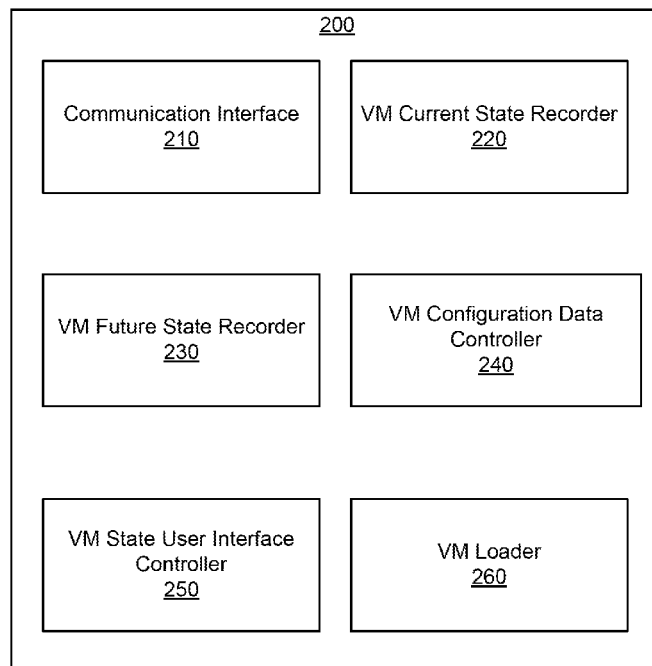 200
Communication Interface
210
VM Current State Recorder
220
VM Future State Recorder
230
VM Configuration Data
Controller
240
VM State User Interface
Controller
250
VM Loader
260